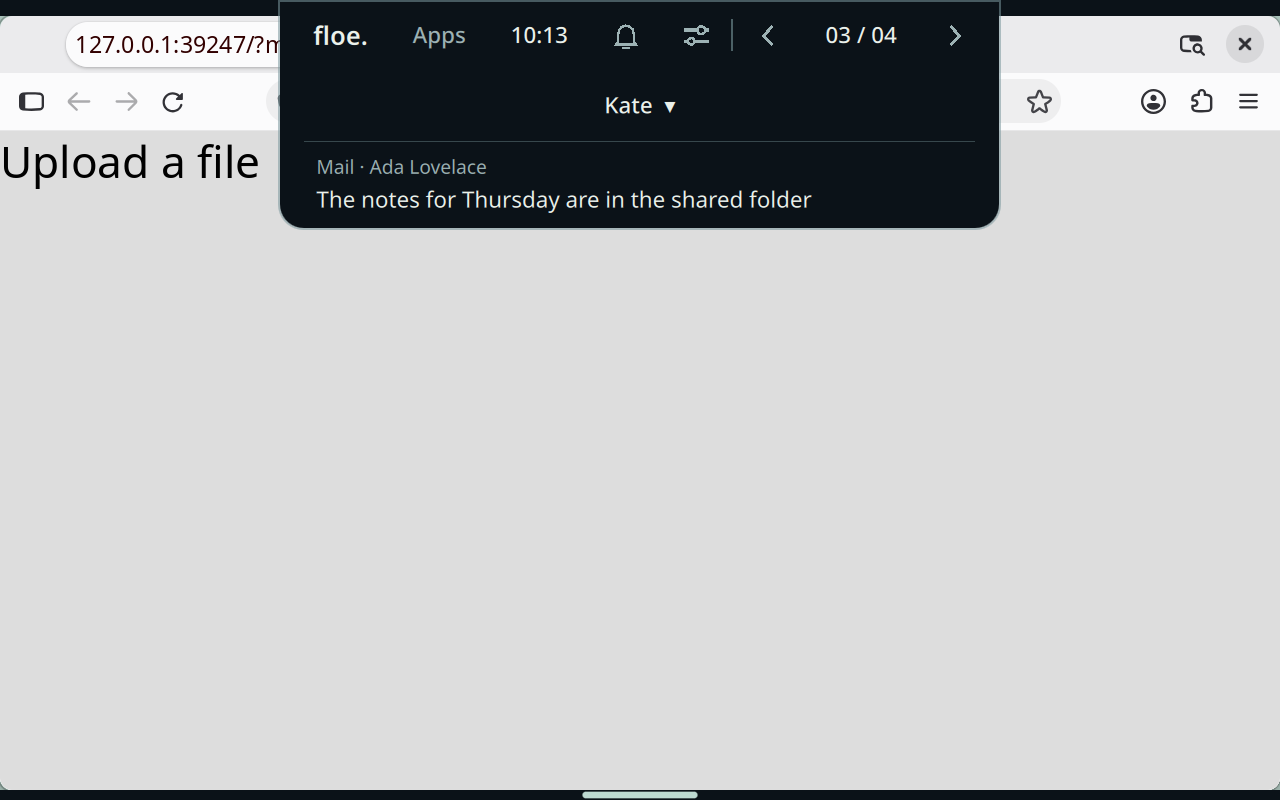 floe. Apps 10:13 03 / 04
127.0.0.1:39247/?m
Kate ▾
Mail · Ada Lovelace
The notes for Thursday are in the shared folder
Upload a file